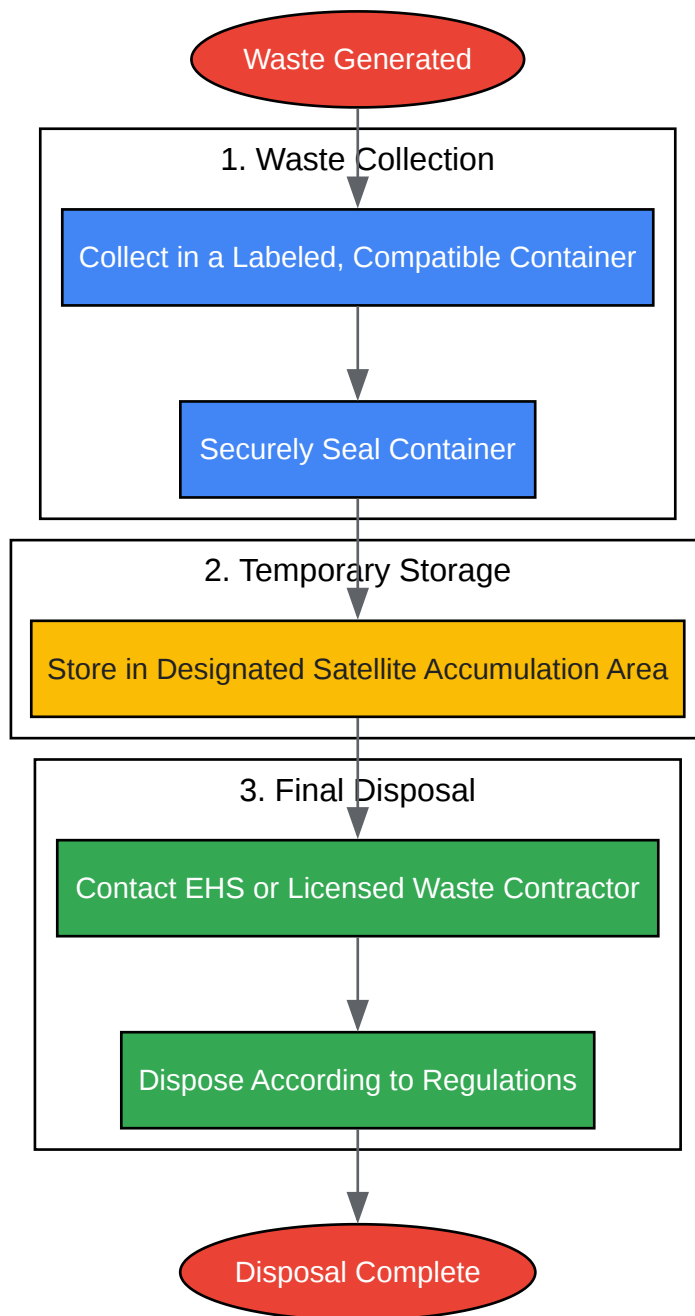 Waste Generated
1. Waste Collection
Collect in a Labeled, Compatible Container
Securely Seal Container
2. Temporary Storage
Store in Designated Satellite Accumulation Area
3. Final Disposal
Contact EHS or Licensed Waste Contractor
Dispose According to Regulations
Disposal Complete